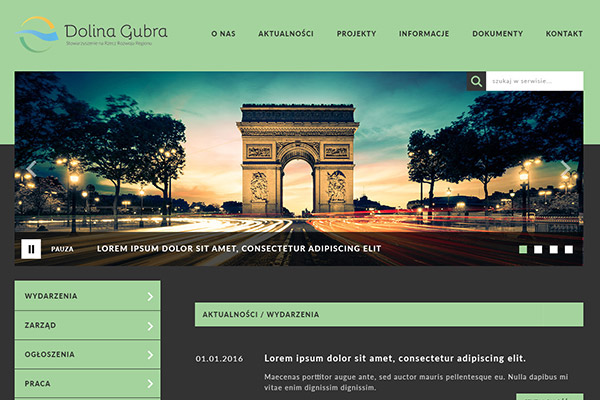 Dolina Gubra
Stowarzyszenie na Rzecz Rozwoju Regionu
O NAS
AKTUALNOŚCI
PROJEKTY
INFORMACJE
DOKUMENTY
KONTAKT
szukaj w serwisie...
PAUZA
LOREM IPSUM DOLOR SIT AMET, CONSECTETUR ADIPISCING ELIT
WYDARZENIA
ZARZĄD
OGŁOSZENIA
PRACA
AKTUALNOŚCI / WYDARZENIA
01.01.2016
Lorem ipsum dolor sit amet, consectetur adipiscing elit.
Maecenas porttitor augue ante, sed auctor mauris pellentesque eu. Nulla dapibus mi
vitae enim dignissim dignissim.